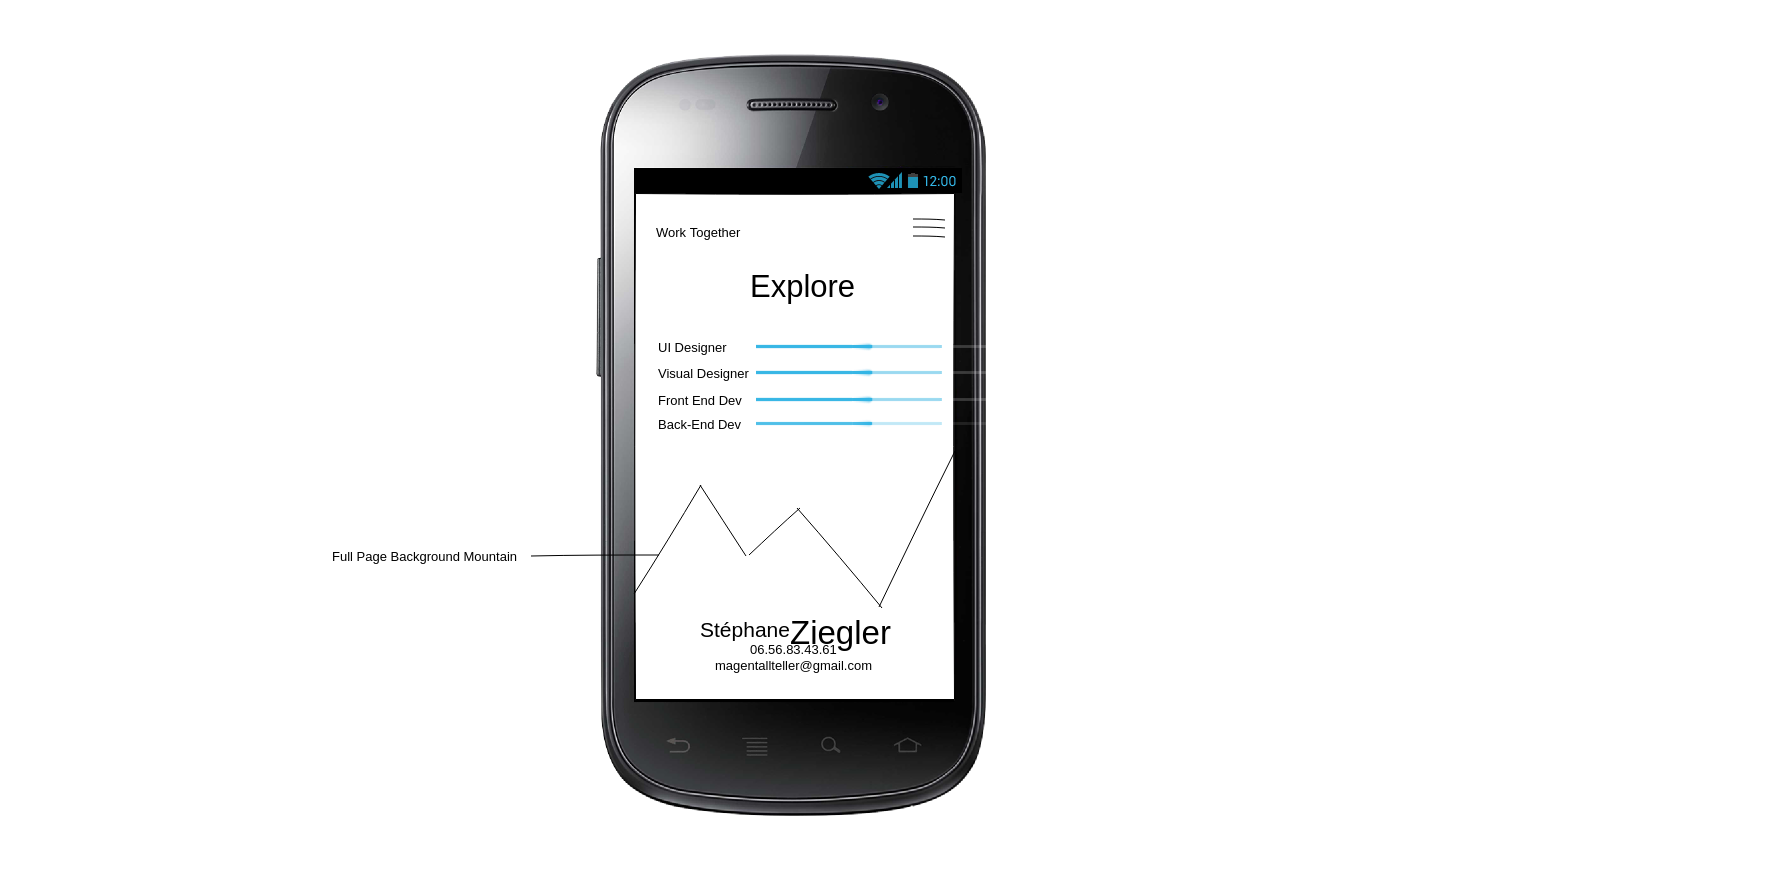 12:00
Work Together
Explore
UI Designer
Visual Designer
Front End Dev
Back-End Dev
Full Page Background Mountain
StéphaneZiegler
06.56.83.43.61
magentallteller@gmail.com